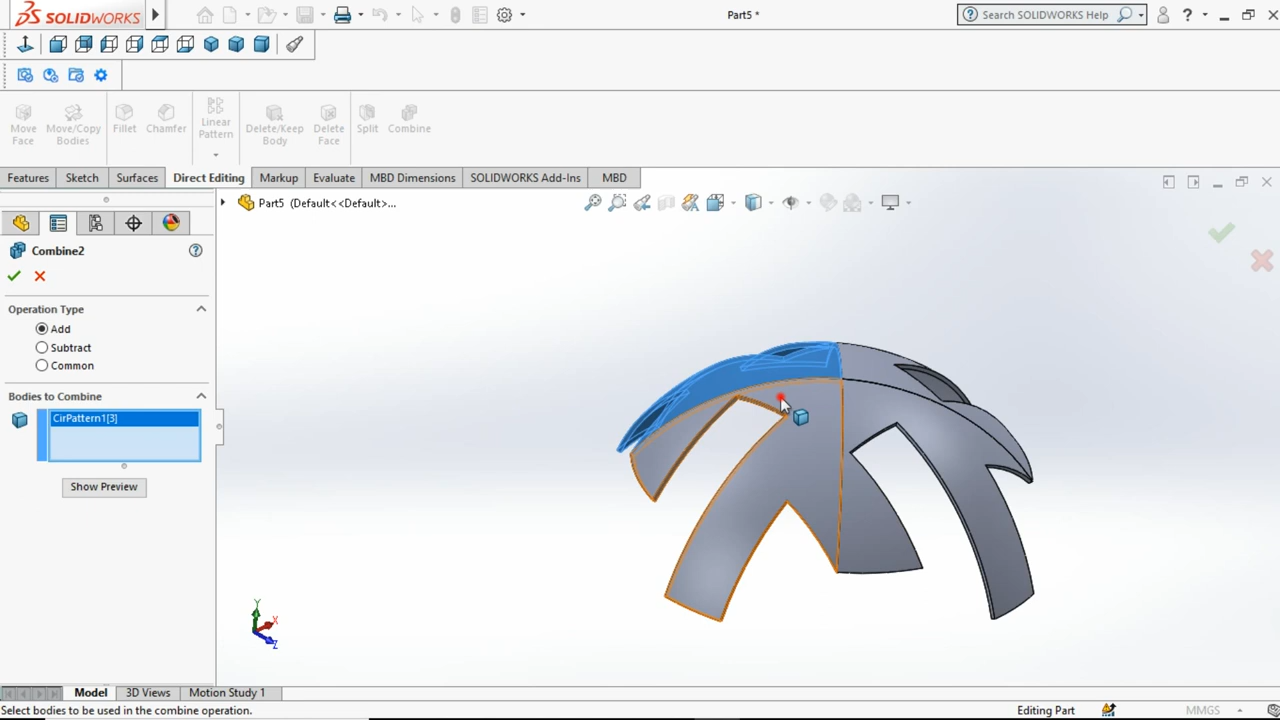 SOLIDWORKS
Part5 *
Search SOLIDWORKS Help
?
Move Face
Move/Copy Bodies
Fillet
Chamfer
Linear Pattern
Delete/Keep Body
Delete Face
Split
Combine
Features
Sketch
Surfaces
Direct Editing
Markup
Evaluate
MBD Dimensions
SOLIDWORKS Add-Ins
MBD
Part5 (Default<<Default>...
Combine2
?
Operation Type
Add
Subtract
Common
Bodies to Combine
CirPattern1[3]
Show Preview
Y
X
Z
Model
3D Views
Motion Study 1
Select bodies to be used in the combine operation.
Editing Part
MMGS